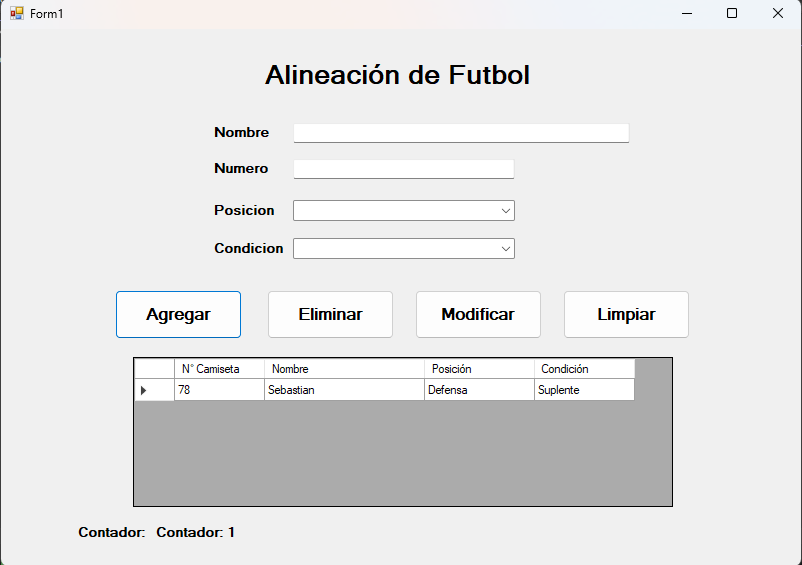 Form1
Alineación de Futbol
Nombre
Numero
Posicion
Condicion
Agregar Eliminar Modificar Limpiar
N° Camiseta Nombre Posición Condición
78 Sebastian Defensa Suplente
Contador: Contador: 1